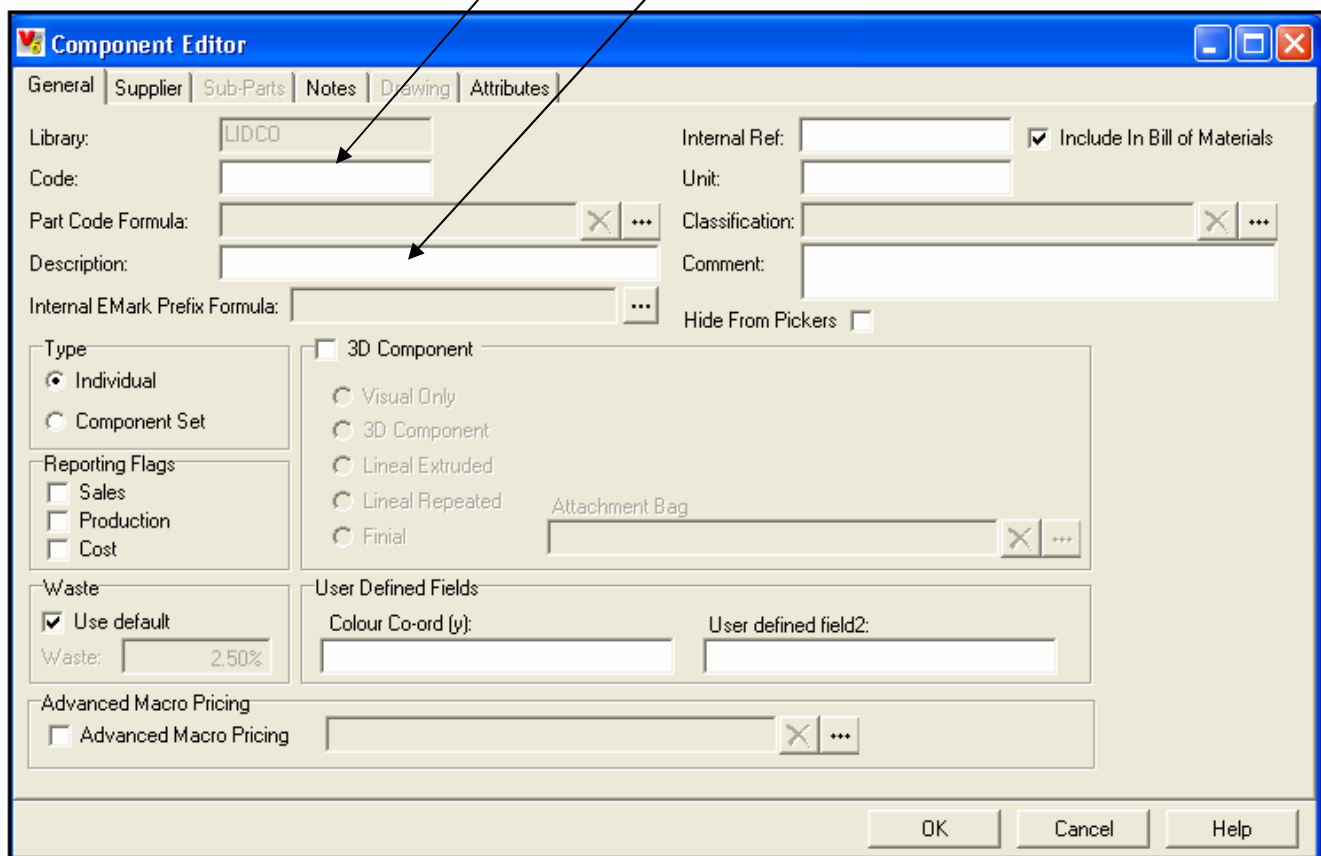 Component Editor
General Supplier Sub-Parts Notes Drawing Attributes
Library: LIDCO Internal Ref: Include In Bill of Materials
Code: Unit:
Part Code Formula: ... Classification: ...
Description: Comment:
Internal EMark Prefix Formula: ...
Hide From Pickers
Type 3D Component
Individual Visual Only
Component Set 3D Component
Reporting Flags Lineal Extruded
Sales Lineal Repeated Attachment Bag
Production
Cost Finial ...
Waste User Defined Fields
Use default Colour Co-ord (y): User defined field2:
Waste: 2.50%
Advanced Macro Pricing
Advanced Macro Pricing ...
OK Cancel Help